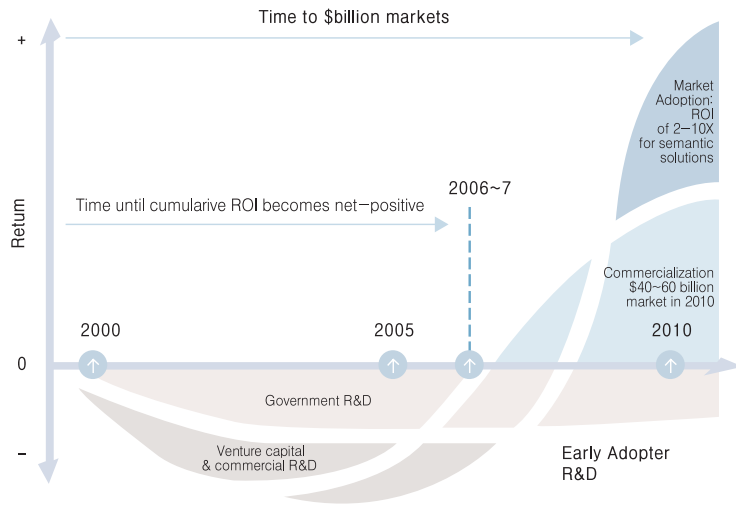 Time to $billion markets
+
Market
Adoption:
ROI
of 2–10X
for semantic
solutions
2006~7
Time until cumularive ROI becomes net–positive
Return
Commercialization
$40~60 billion
market in 2010
2000
2005
2010
0
Government R&D
Venture capital
& commercial R&D
Early Adopter
R&D
–